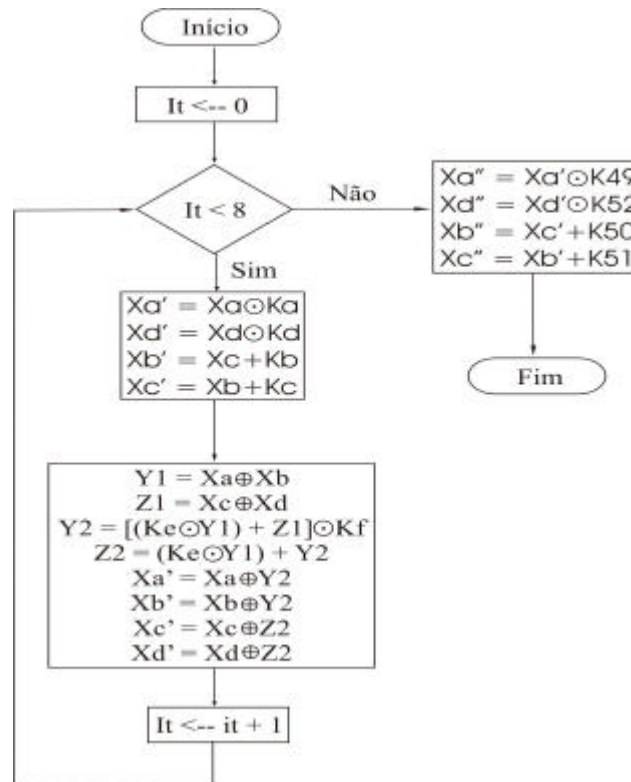 Início
It <-- 0
It < 8
Não
Sim
Xa" = Xa'⊙K49
Xd" = Xd'⊙K52
Xb" = Xc'+K50
Xc" = Xb'+K51
Fim
Xa' = Xa⊙Ka
Xd' = Xd⊙Kd
Xb' = Xc+Kb
Xc' = Xb+Kc
Y1 = Xa⊕Xb
Z1 = Xc⊕Xd
Y2 = [(Ke⊙Y1) + Z1]⊙Kf
Z2 = (Ke⊙Y1) + Y2
Xa’ = Xa⊕Y2
Xb’ = Xb⊕Y2
Xc’ = Xc⊕Z2
Xd’ = Xd⊕Z2
It <-- it + 1